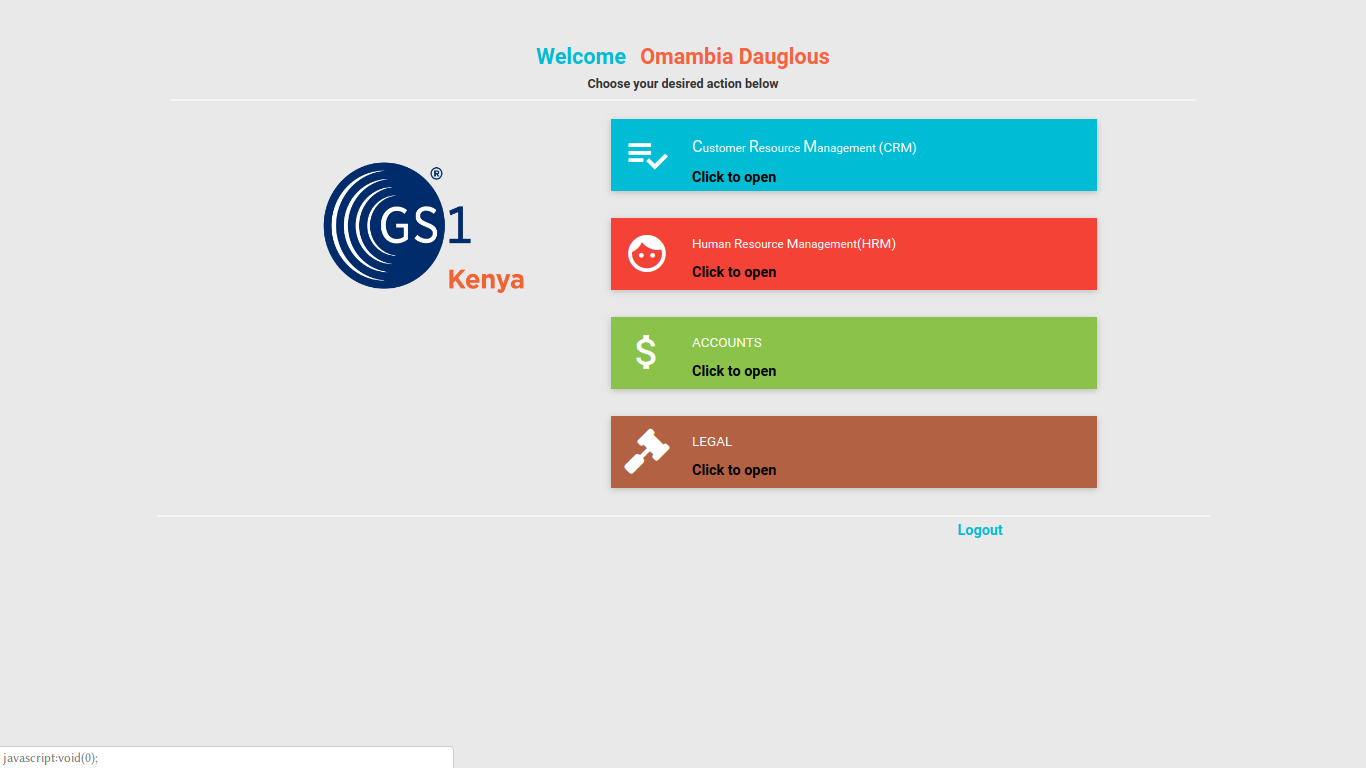 Welcome Omambia Dauglous
Choose your desired action below
GS1
®
Kenya
Customer Resource Management (CRM)
Click to open
Human Resource Management(HRM)
Click to open
ACCOUNTS
Click to open
LEGAL
Click to open
Logout
javascript:void(0);